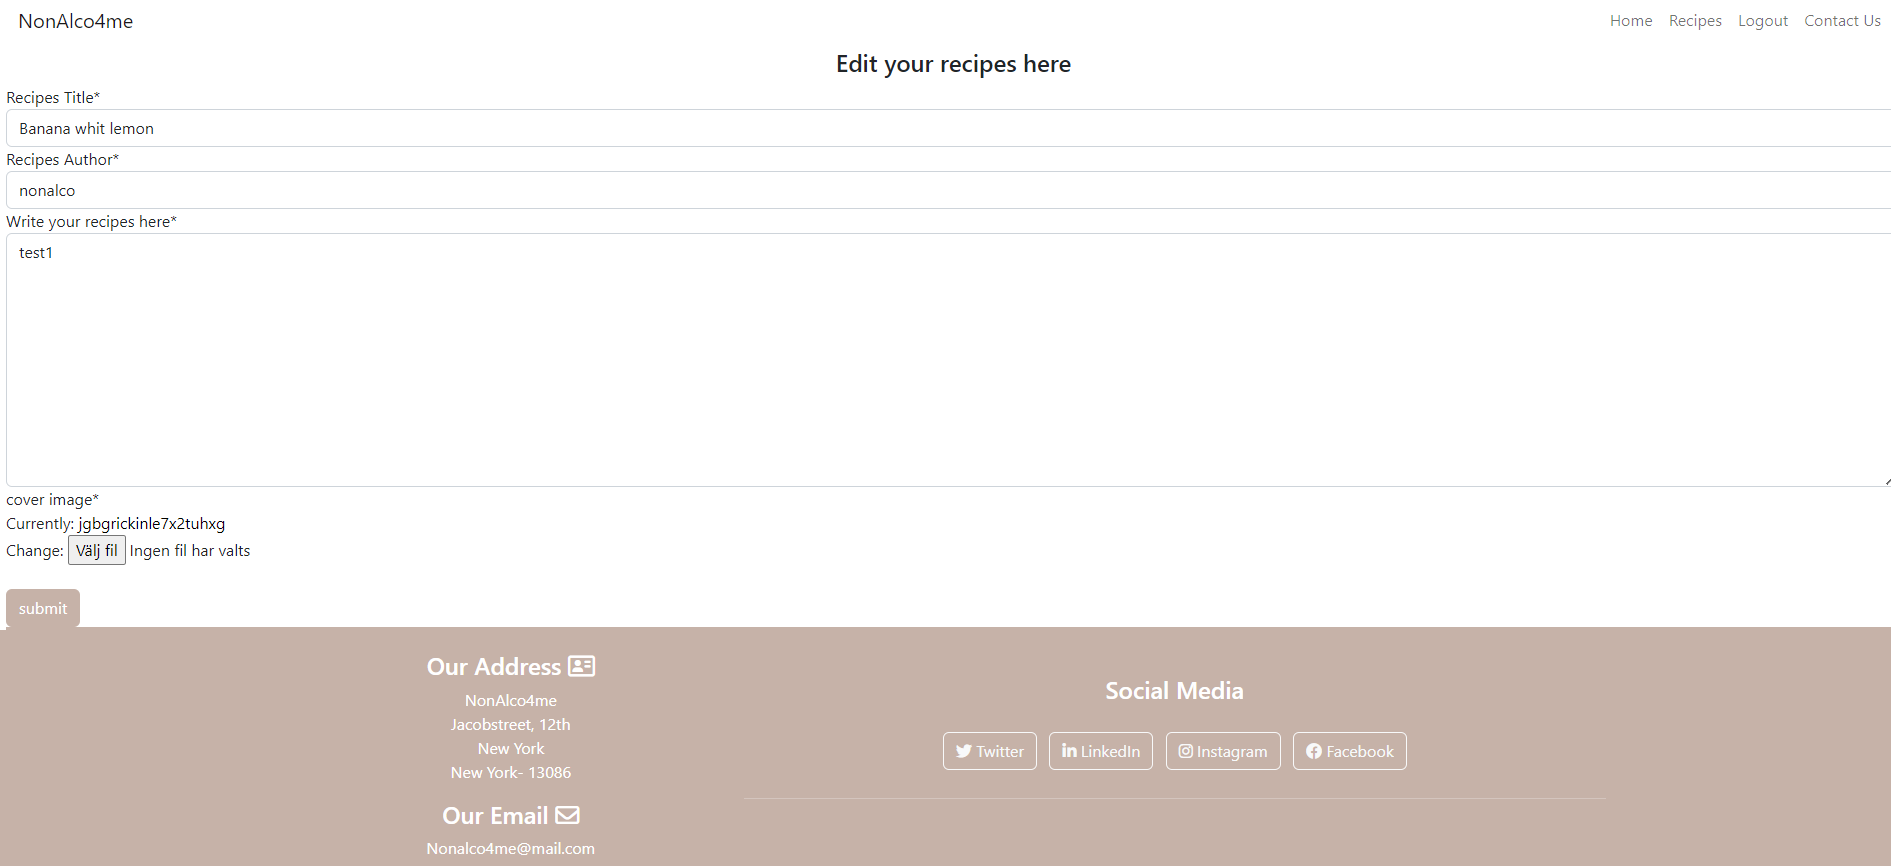 NonAlco4me Home Recipes Logout Contact Us
Edit your recipes here
Recipes Title*
Banana whit lemon
Recipes Author*
nonalco
Write your recipes here*
test1
cover image*
Currently: jgbgrickinle7x2tuhxg
Change: Välj fil Ingen fil har valts
submit
Our Address
NonAlco4me
Jacobstreet, 12th
New York
New York- 13086
Our Email
Nonalco4me@mail.com
Social Media
Twitter LinkedIn Instagram Facebook